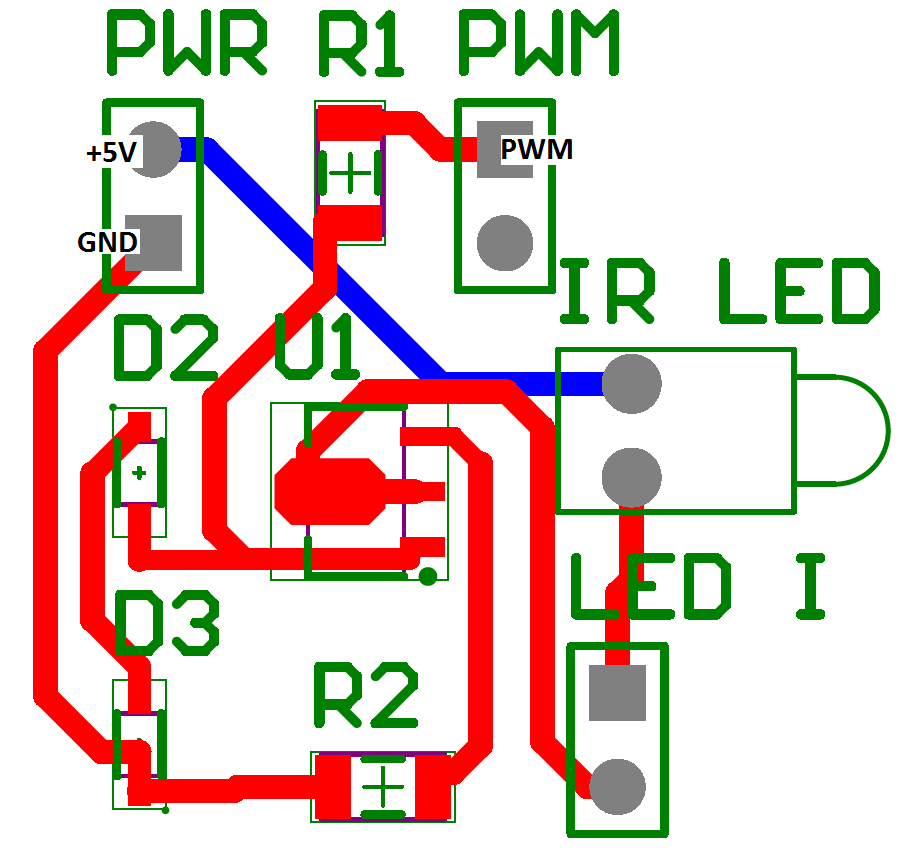 PWR R1 PWM
+5V
PWM
GND
IR LED
D2 U1
LED I
D3
R2